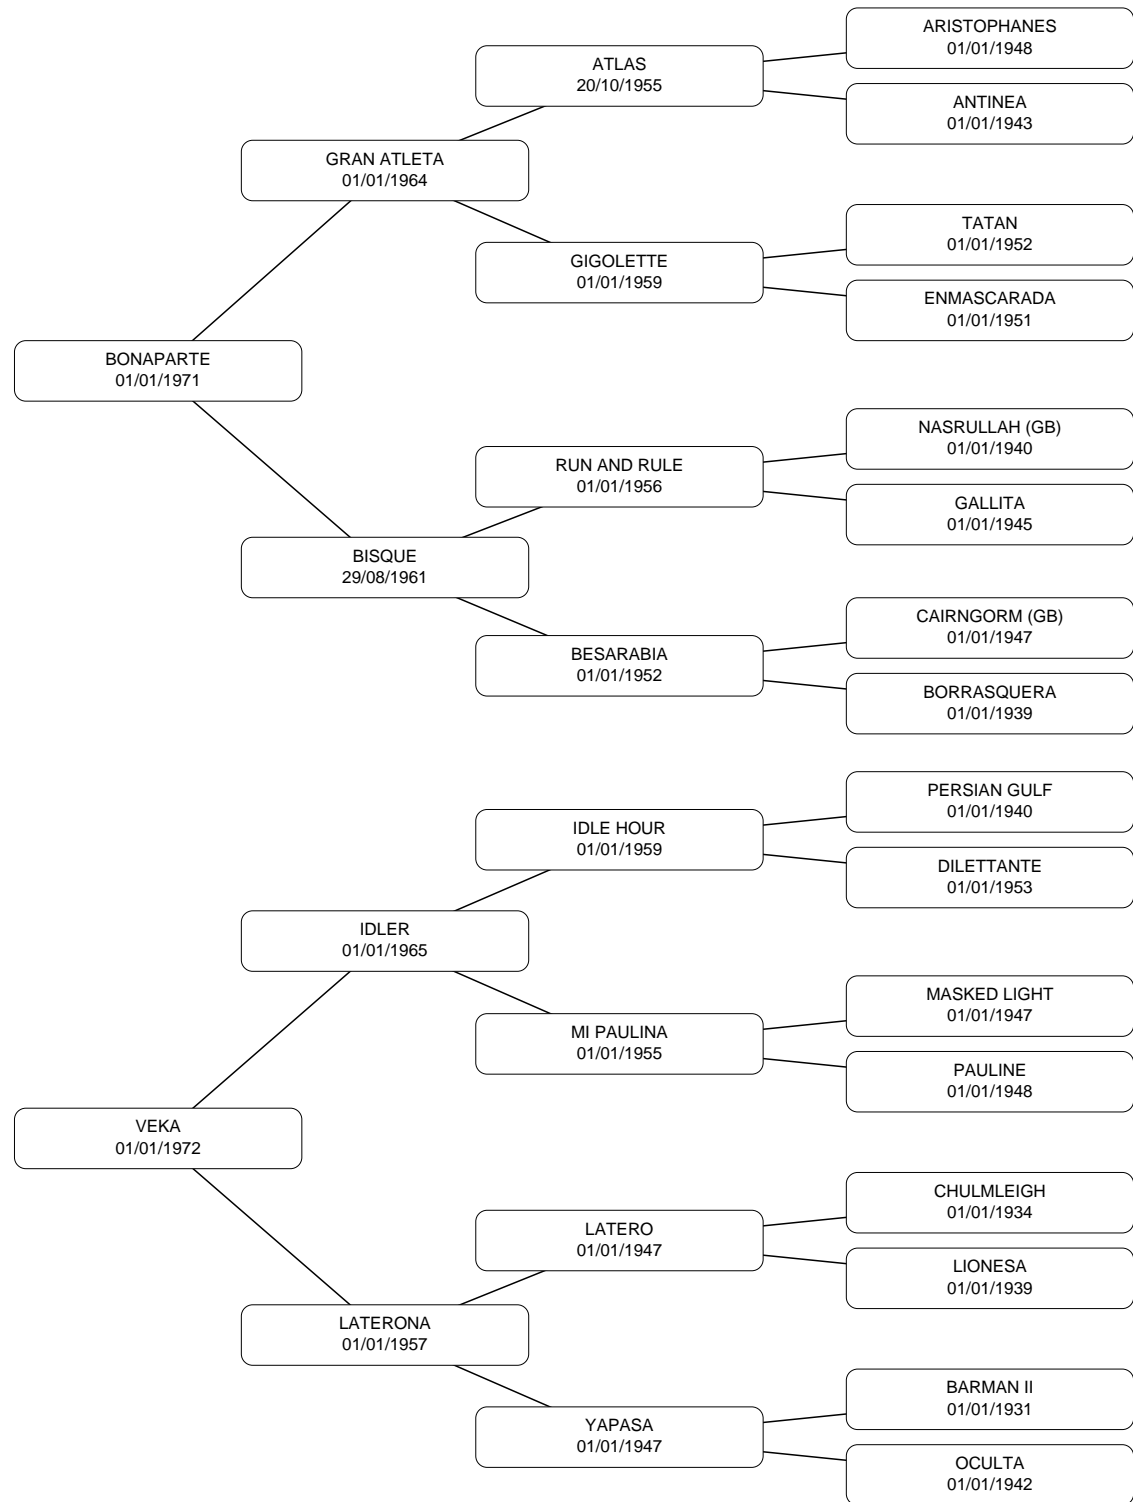 ARISTOPHANES
01/01/1948
ATLAS
20/10/1955
ANTINEA
01/01/1943
GRAN ATLETA
01/01/1964
TATAN
01/01/1952
GIGOLETTE
01/01/1959
ENMASCARADA
01/01/1951
BONAPARTE
01/01/1971
NASRULLAH (GB)
01/01/1940
RUN AND RULE
01/01/1956
GALLITA
01/01/1945
BISQUE
29/08/1961
CAIRNGORM (GB)
01/01/1947
BESARABIA
01/01/1952
BORRASQUERA
01/01/1939
PERSIAN GULF
01/01/1940
IDLE HOUR
01/01/1959
DILETTANTE
01/01/1953
IDLER
01/01/1965
MASKED LIGHT
01/01/1947
MI PAULINA
01/01/1955
PAULINE
01/01/1948
VEKA
01/01/1972
CHULMLEIGH
01/01/1934
LATERO
01/01/1947
LIONESA
01/01/1939
LATERONA
01/01/1957
BARMAN II
01/01/1931
YAPASA
01/01/1947
OCULTA
01/01/1942